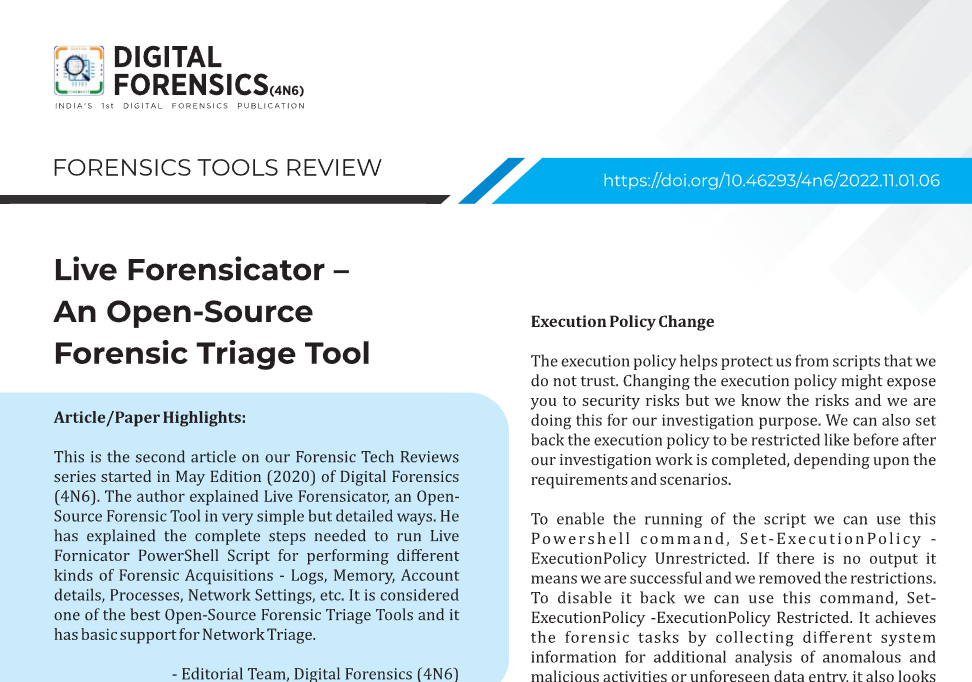 DIGITAL
FORENSICS(4N6)
INDIA'S 1st DIGITAL FORENSICS PUBLICATION
FORENSICS TOOLS REVIEW
https://doi.org/10.46293/4n6/2022.11.01.06
Live Forensicator –
An Open-Source
Forensic Triage Tool
Article/Paper Highlights:
This is the second article on our Forensic Tech Reviews
series started in May Edition (2020) of Digital Forensics
(4N6). The author explained Live Forensicator, an Open-
Source Forensic Tool in very simple but detailed ways. He
has explained the complete steps needed to run Live
Fornicator PowerShell Script for performing different
kinds of Forensic Acquisitions - Logs, Memory, Account
details, Processes, Network Settings, etc. It is considered
one of the best Open-Source Forensic Triage Tools and it
has basic support for Network Triage.
- Editorial Team, Digital Forensics (4N6)
Execution Policy Change
The execution policy helps protect us from scripts that we
do not trust. Changing the execution policy might expose
you to security risks but we know the risks and we are
doing this for our investigation purpose. We can also set
back the execution policy to be restricted like before after
our investigation work is completed, depending upon the
requirements and scenarios.
To enable the running of the script we can use this
Powershell command, Set-ExecutionPolicy -
ExecutionPolicy Unrestricted. If there is no output it
means we are successful and we removed the restrictions.
To disable it back we can use this command, Set-
ExecutionPolicy -ExecutionPolicy Restricted. It achieves
the forensic tasks by collecting different system
information for additional analysis of anomalous and
malicious activities or unforeseen data entry, it also looks